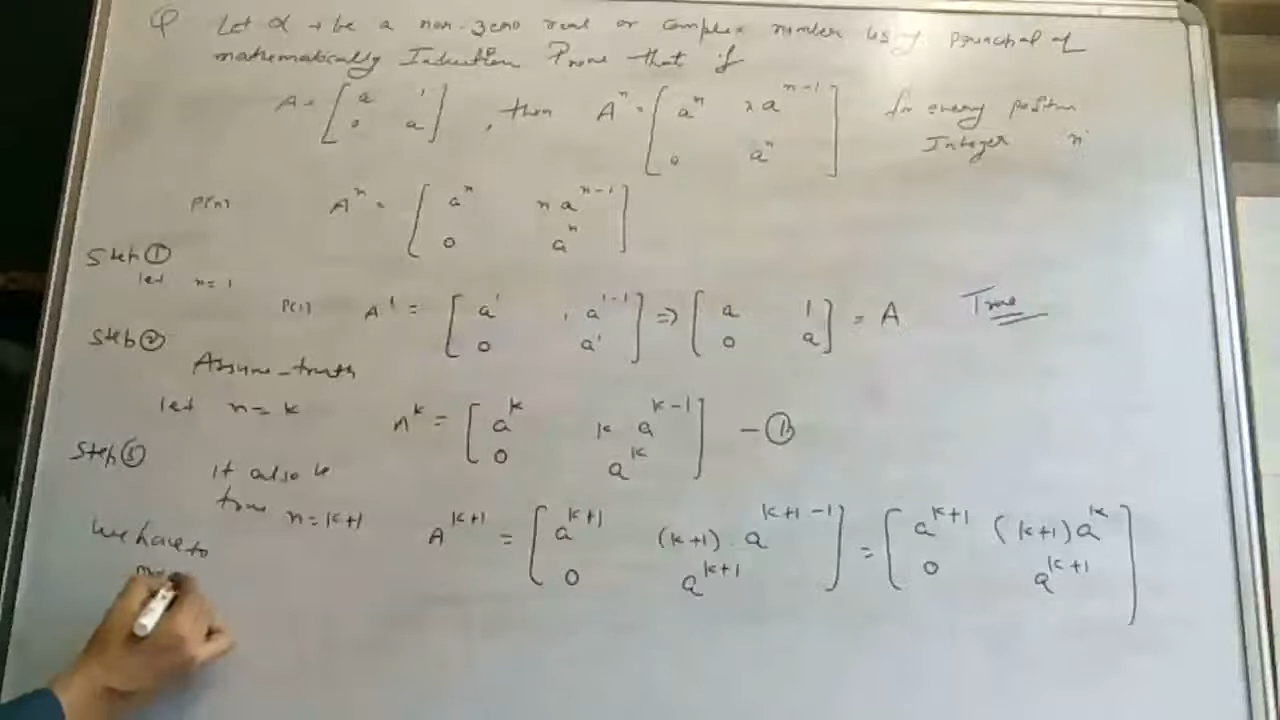 Q Let α → be a non-zero real or complex number using principal of
mathematically Induction Prove that if
A = [ a 1 ; 0 a ] , then A^n = [ a^n n a^{n-1} ; 0 a^n ] for every positive
Integer n
P(n) A^n = [ a^n n a^{n-1} ; 0 a^n ]
Step ①
let n = 1
P(1) A^1 = [ a^1 1 a^{1-1} ; 0 a^1 ] ⇒ [ a 1 ; 0 a ] = A True
Step ②
Assume truth
let n = k A^k = [ a^k k a^{k-1} ; 0 a^k ] - ①
Step ③
It also be
true n = k+1 A^{k+1} = [ a^{k+1} (k+1) . a^{k+1-1} ; 0 a^{k+1} ] = [ a^{k+1} (k+1) a^k ; 0 a^{k+1} ]
We have to